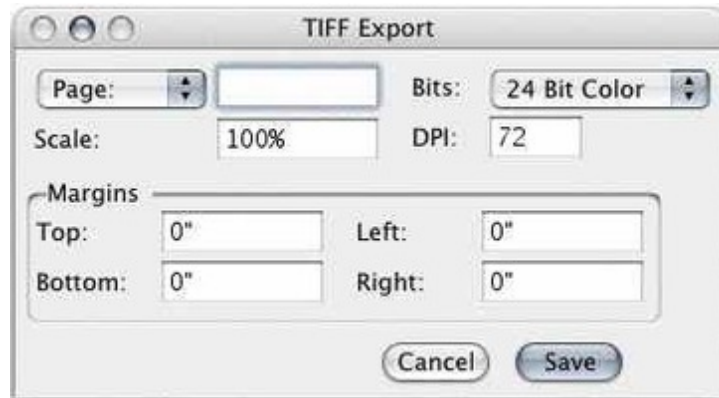 TIFF Export
Page: Bits: 24 Bit Color
Scale: 100% DPI: 72
Margins
Top: 0" Left: 0"
Bottom: 0" Right: 0"
Cancel Save